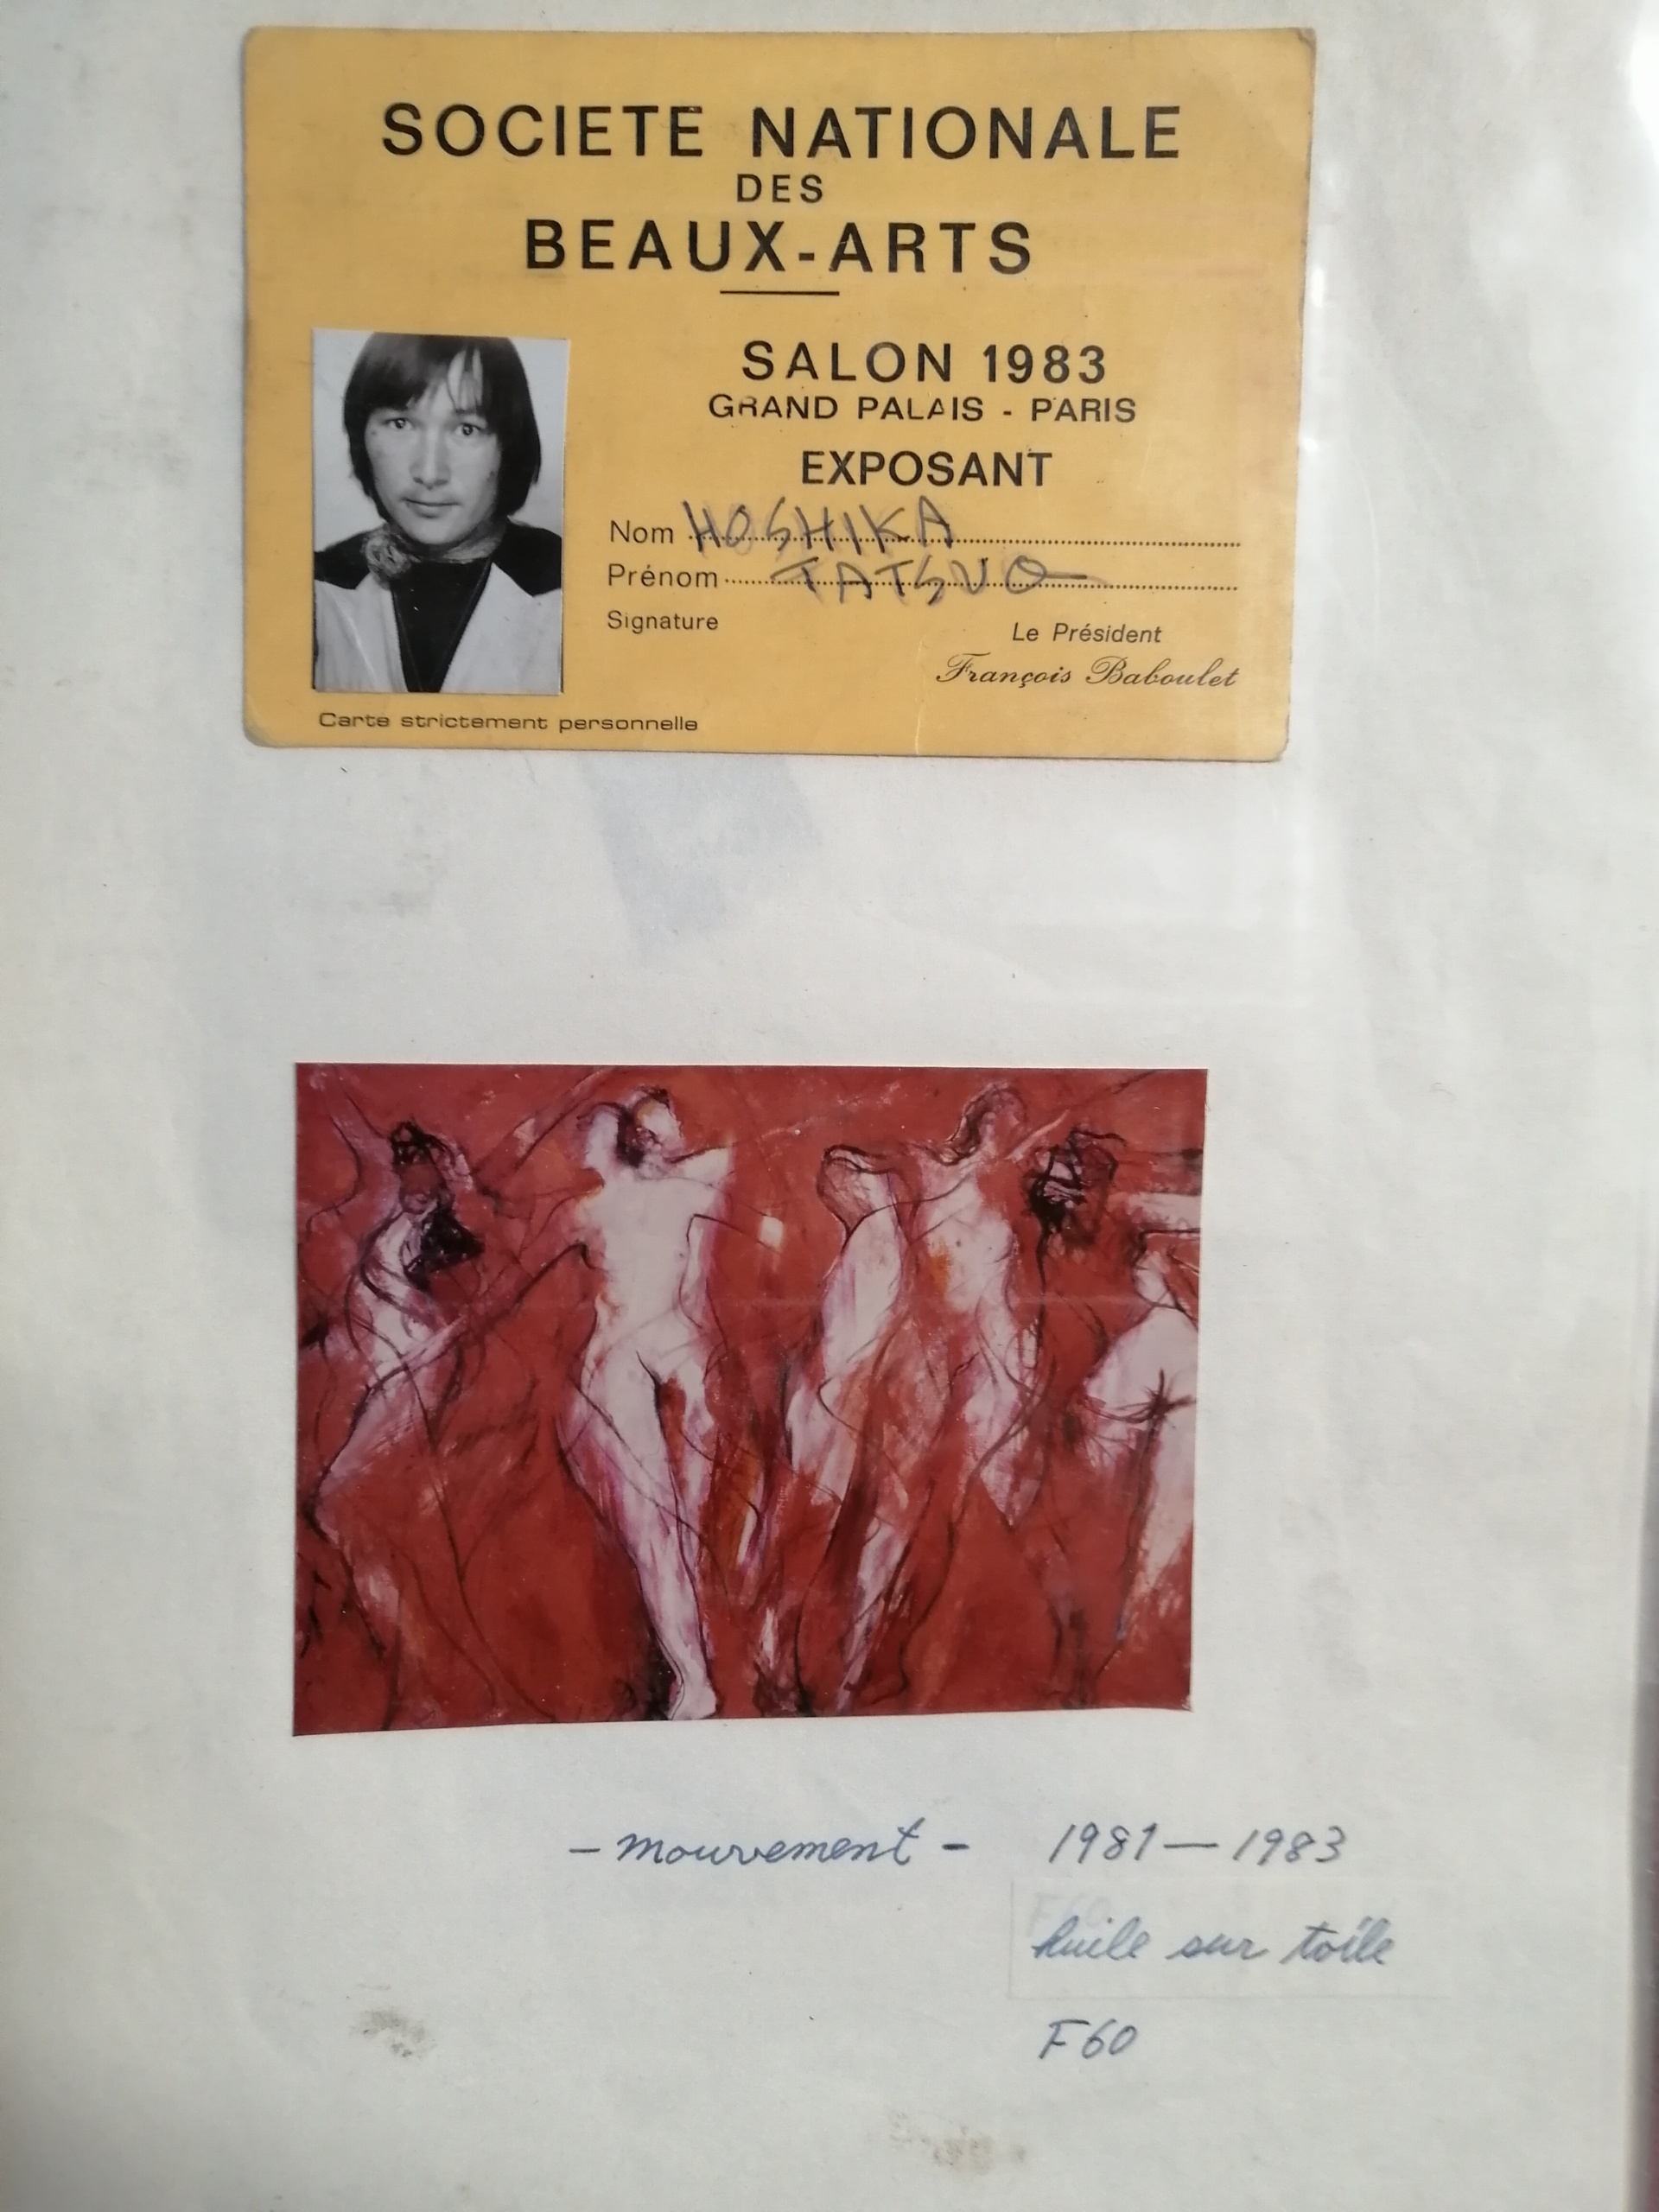 SOCIETE NATIONALE
DES
BEAUX-ARTS
SALON 1983
GRAND PALAIS - PARIS
EXPOSANT
Nom HOSHIKA
Prénom TATSUO
Signature
Le Président
François Baboulet
Carte strictement personnelle
- mouvement - 1981 — 1983
huile sur toile
F60